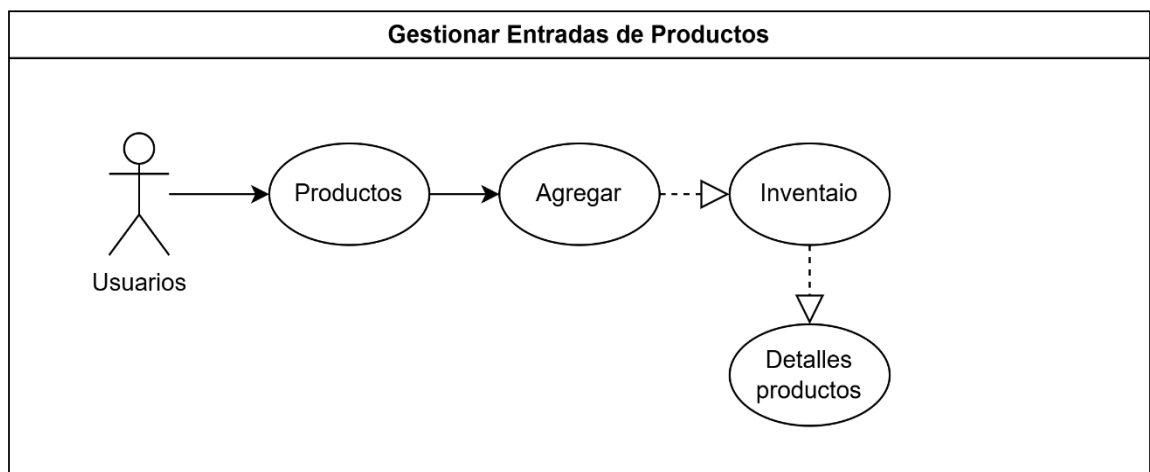 Gestionar Entradas de Productos
Productos
Agregar
Inventaio
Usuarios
Detalles
productos